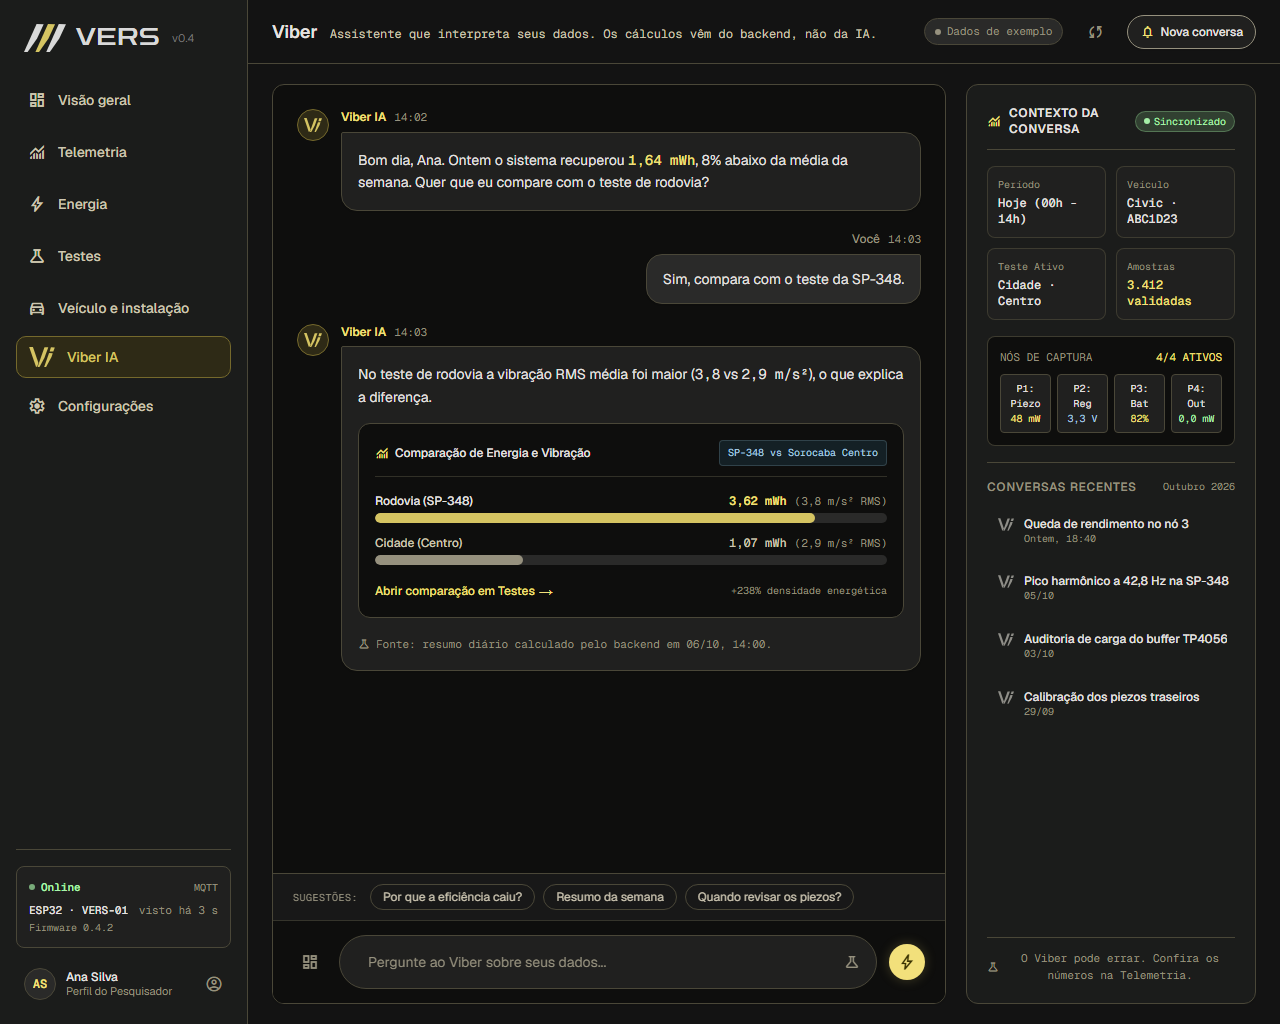 VERS v0.4
Visão geral
Telemetria
Energia
Testes
Veículo e instalação
Viber IA
Configurações
Online MQTT
ESP32 · VERS-01 visto há 3 s
Firmware 0.4.2
AS Ana Silva
Perfil do Pesquisador
Viber Assistente que interpreta seus dados. Os cálculos vêm do backend, não da IA.
Dados de exemplo
Nova conversa
Viber IA 14:02
Bom dia, Ana. Ontem o sistema recuperou 1,64 mWh, 8% abaixo da média da
semana. Quer que eu compare com o teste de rodovia?
Você 14:03
Sim, compara com o teste da SP-348.
Viber IA 14:03
No teste de rodovia a vibração RMS média foi maior (3,8 vs 2,9 m/s²), o que explica
a diferença.
Comparação de Energia e Vibração SP-348 vs Sorocaba Centro
Rodovia (SP-348) 3,62 mWh (3,8 m/s² RMS)
Cidade (Centro) 1,07 mWh (2,9 m/s² RMS)
Abrir comparação em Testes → +238% densidade energética
Fonte: resumo diário calculado pelo backend em 06/10, 14:00.
SUGESTÕES: Por que a eficiência caiu? Resumo da semana Quando revisar os piezos?
Pergunte ao Viber sobre seus dados...
CONTEXTO DA
CONVERSA
Sincronizado
Período
Hoje (00h -
14h)
Veículo
Civic ·
ABC1D23
Teste Ativo
Cidade ·
Centro
Amostras
3.412
validadas
NÓS DE CAPTURA 4/4 ATIVOS
P1:
Piezo
48 mW
P2:
Reg
3,3 V
P3:
Bat
82%
P4:
Out
0,0 mW
CONVERSAS RECENTES Outubro 2026
Queda de rendimento no nó 3
Ontem, 18:40
Pico harmônico a 42,8 Hz na SP-348
05/10
Auditoria de carga do buffer TP4056
03/10
Calibração dos piezos traseiros
29/09
O Viber pode errar. Confira os
números na Telemetria.